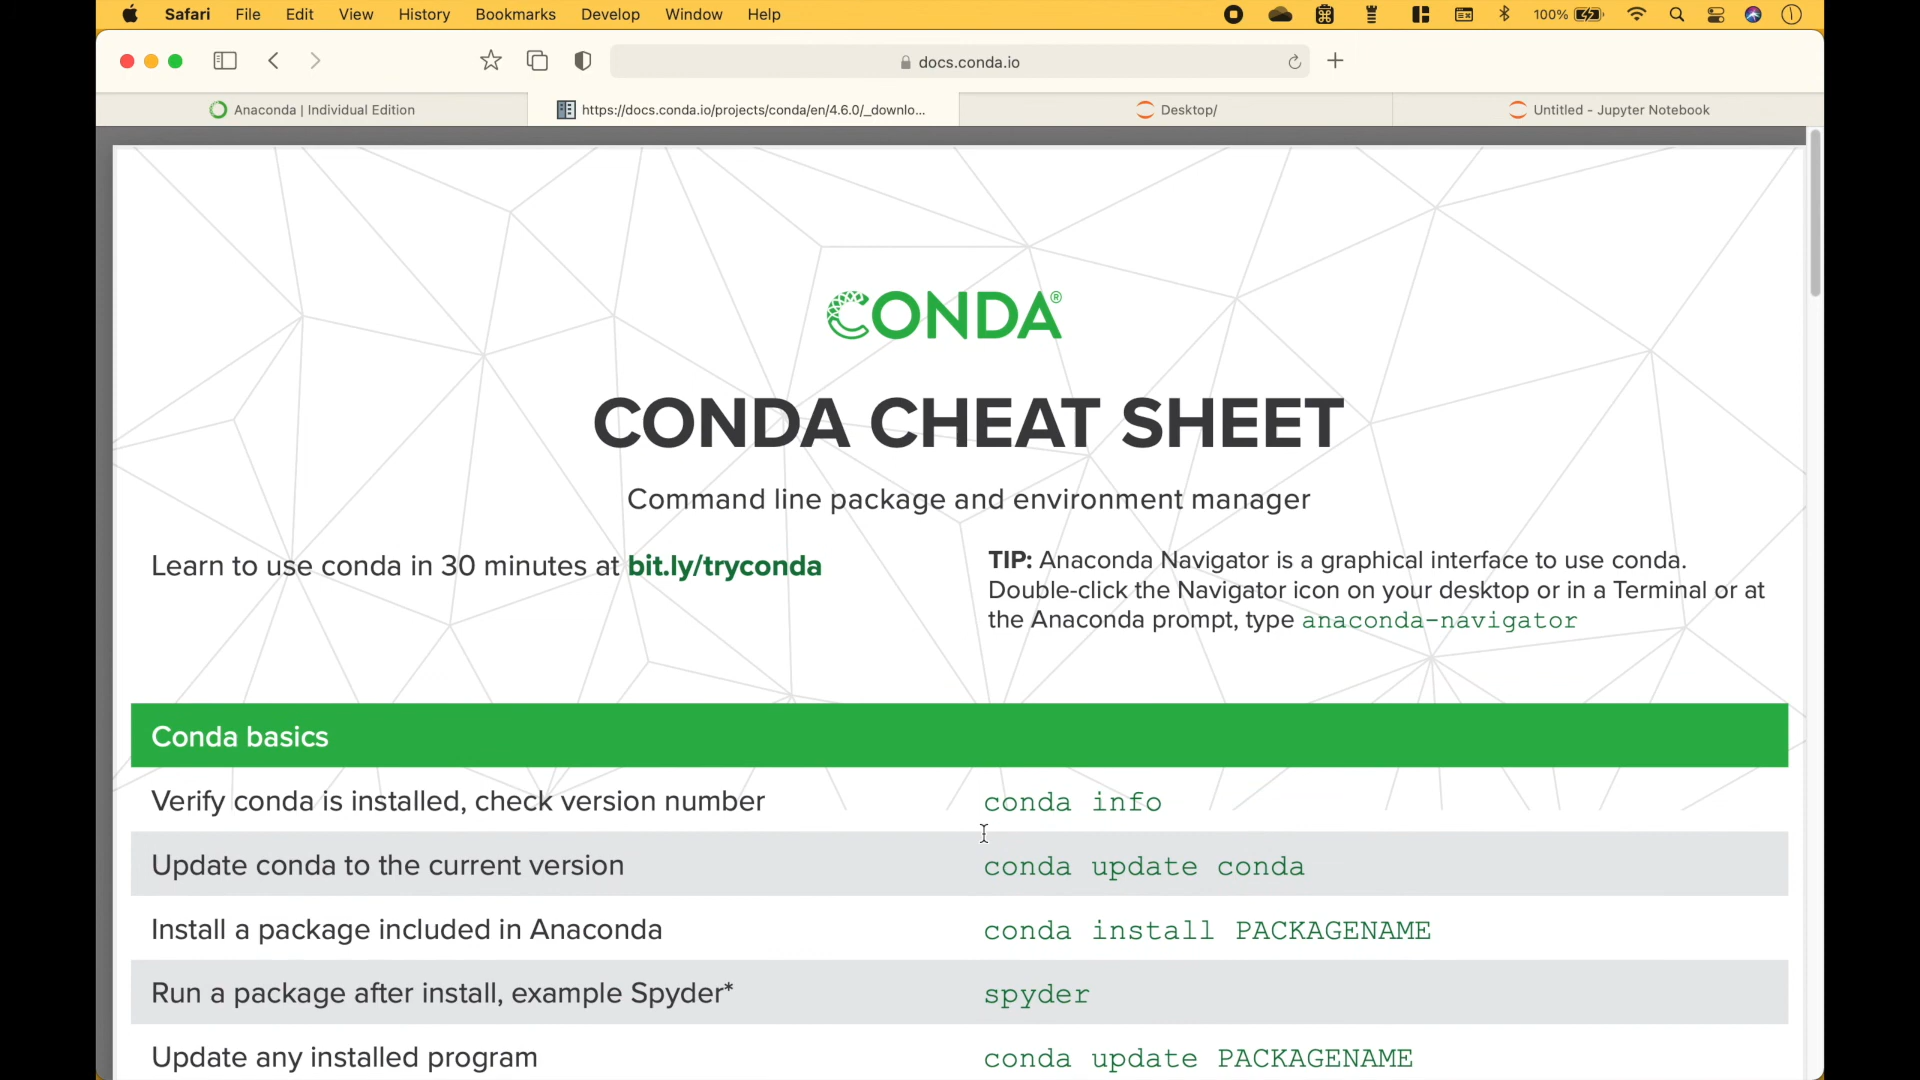 Safari File Edit View History Bookmarks Develop Window Help 100%
docs.conda.io
Anaconda | Individual Edition
https://docs.conda.io/projects/conda/en/4.6.0/_downlo...
Desktop/
Untitled - Jupyter Notebook
CONDA®
CONDA CHEAT SHEET
Command line package and environment manager
Learn to use conda in 30 minutes at bit.ly/tryconda
TIP: Anaconda Navigator is a graphical interface to use conda.
Double-click the Navigator icon on your desktop or in a Terminal or at
the Anaconda prompt, type anaconda-navigator
Conda basics
Verify conda is installed, check version number conda info
Update conda to the current version conda update conda
Install a package included in Anaconda conda install PACKAGENAME
Run a package after install, example Spyder* spyder
Update any installed program conda update PACKAGENAME